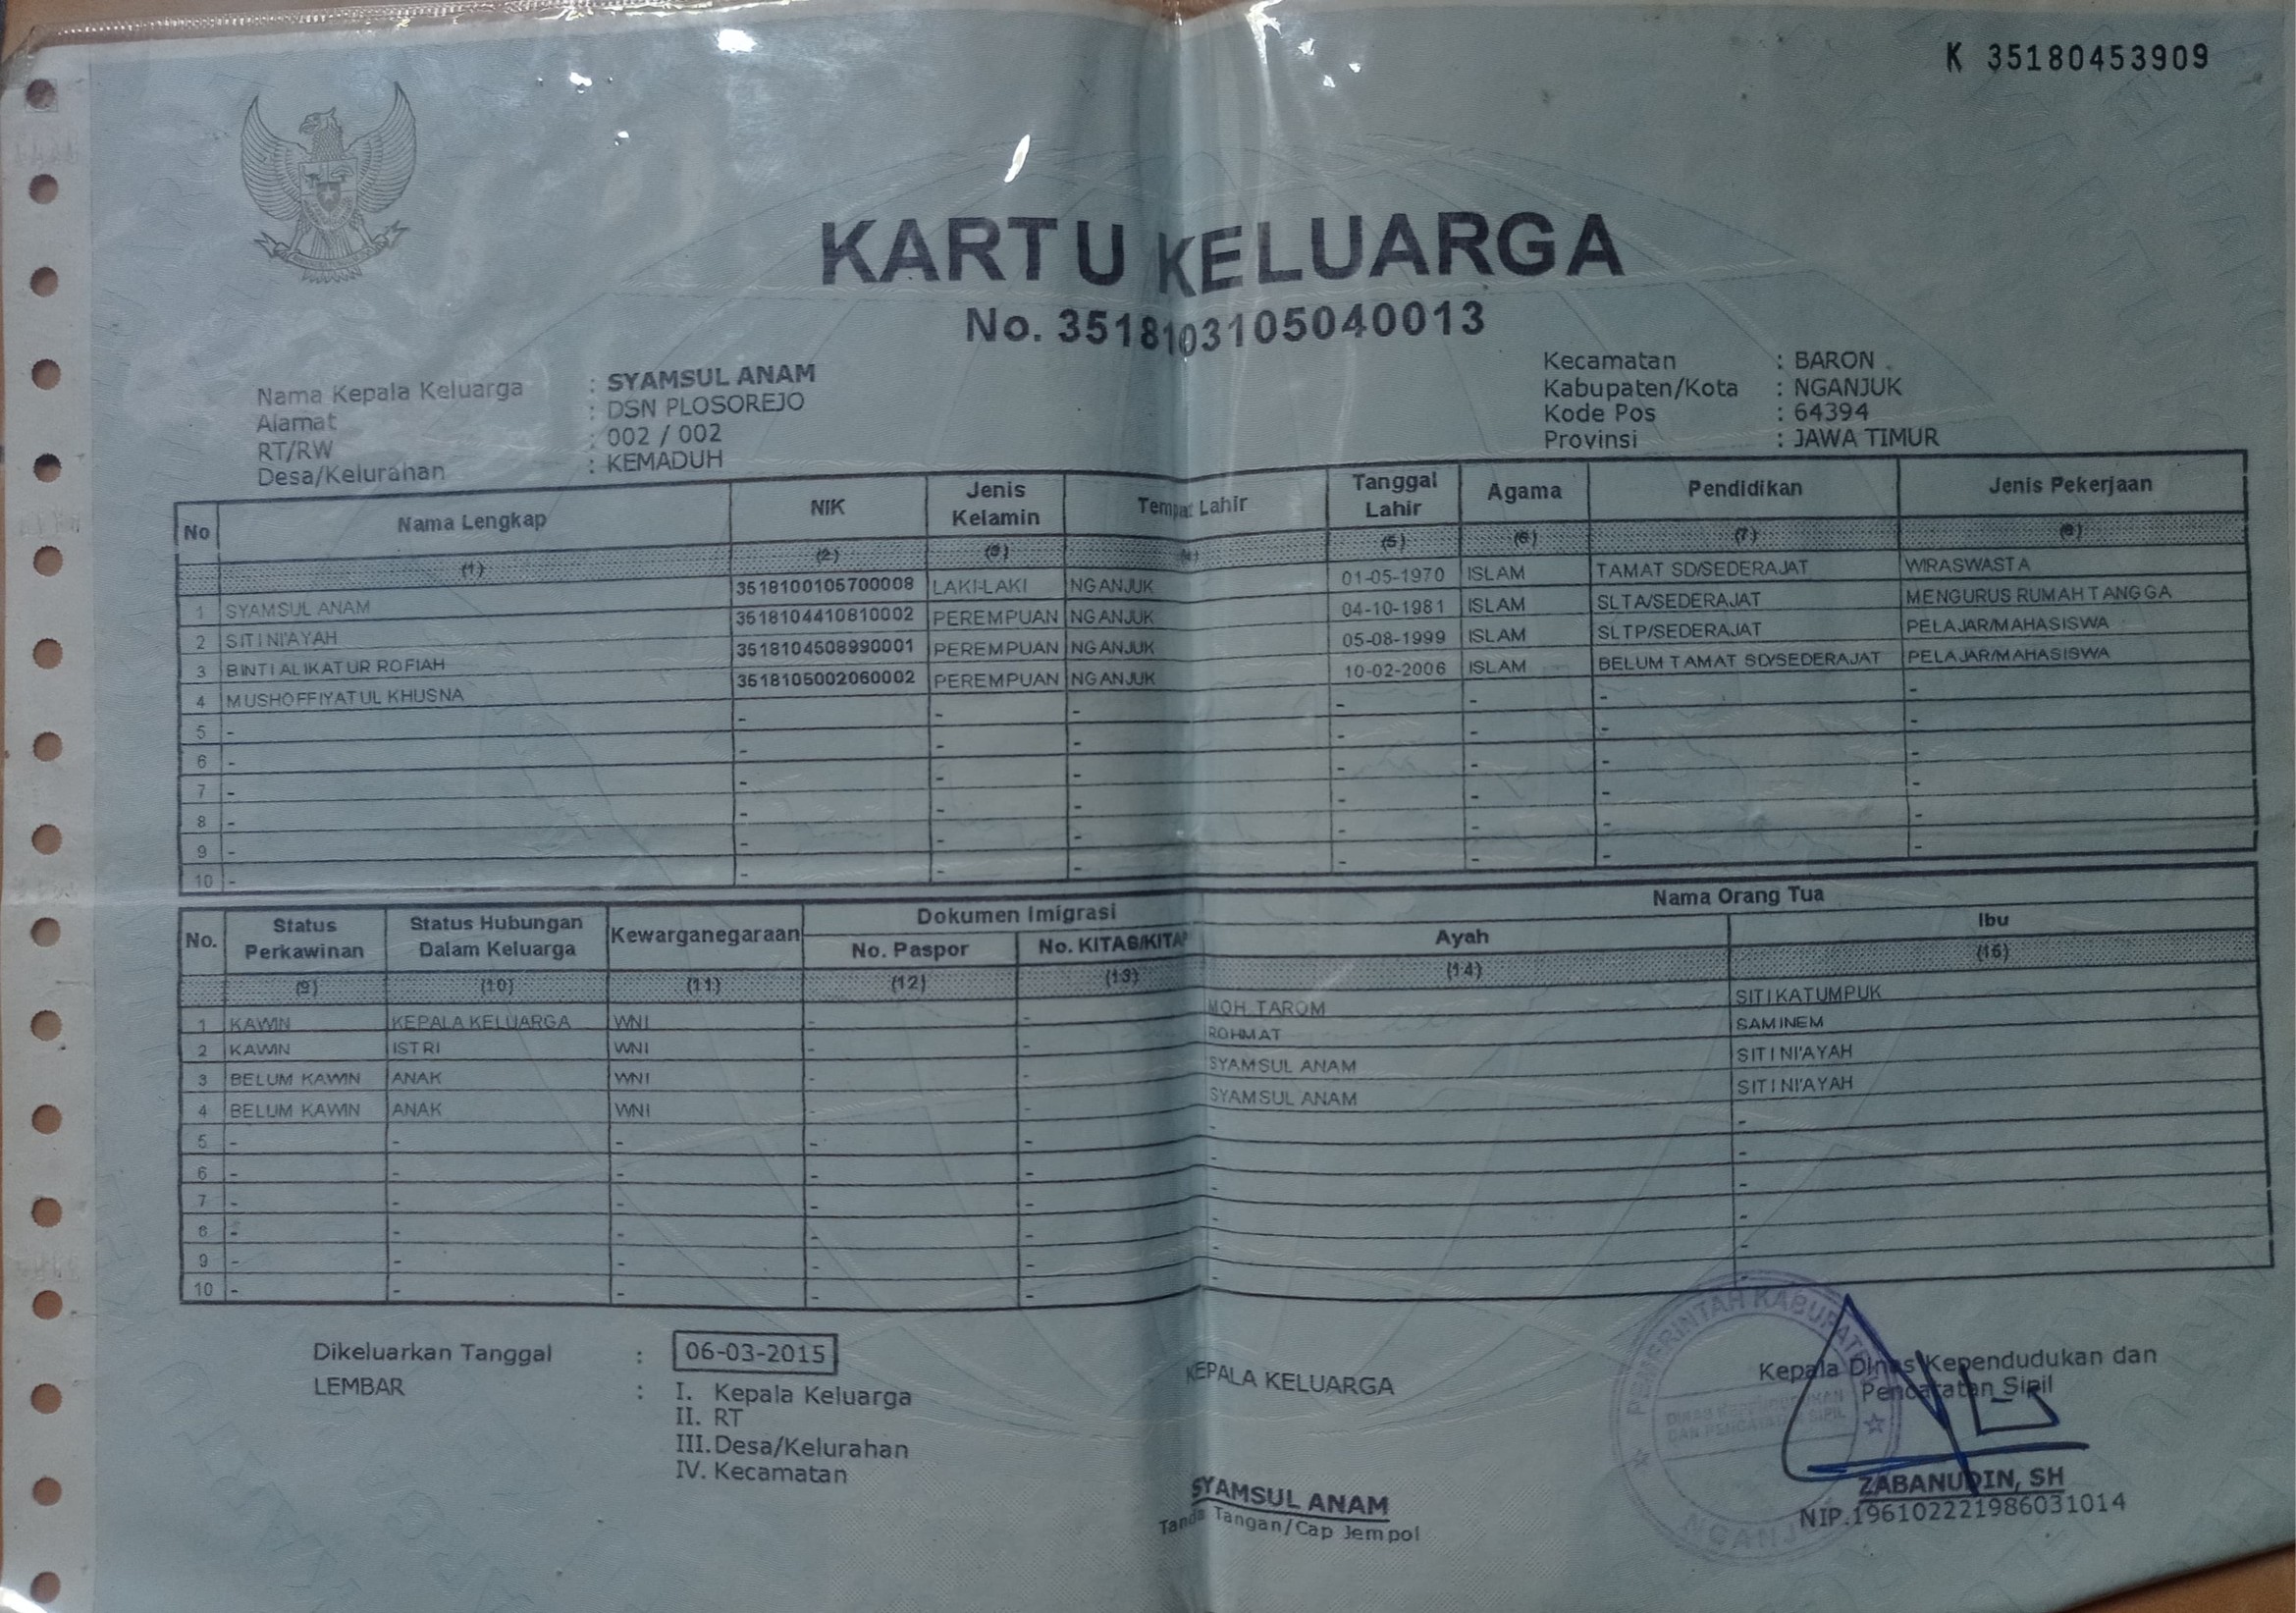 K 35180453909
KARTU KELUARGA
No. 3518103105040013
Nama Kepala Keluarga : SYAMSUL ANAM
Alamat : DSN PLOSOREJO
RT/RW : 002 / 002
Desa/Kelurahan : KEMADUH
Kecamatan : BARON
Kabupaten/Kota : NGANJUK
Kode Pos : 64394
Provinsi : JAWA TIMUR
No Nama Lengkap NIK Jenis Kelamin Tempat Lahir Tanggal Lahir Agama Pendidikan Jenis Pekerjaan
(1) (2) (3) (4) (5) (6) (7) (8)
1 SYAMSUL ANAM 3518100105700008 LAKI-LAKI NGANJUK 01-05-1970 ISLAM TAMAT SD/SEDERAJAT WIRASWASTA
2 SITI NI'AYAH 3518104410810002 PEREMPUAN NGANJUK 04-10-1981 ISLAM SLTA/SEDERAJAT MENGURUS RUMAH TANGGA
3 BINTI ALIKATUR ROFIAH 3518104508990001 PEREMPUAN NGANJUK 05-08-1999 ISLAM SLTP/SEDERAJAT PELAJAR/MAHASISWA
4 MUSHOFFIYATUL KHUSNA 3518105002060002 PEREMPUAN NGANJUK 10-02-2006 ISLAM BELUM TAMAT SD/SEDERAJAT PELAJAR/MAHASISWA
5 - - - - - - - -
6 - - - - - - - -
7 - - - - - - - -
8 - - - - - - - -
9 - - - - - - - -
10 - - - - - - - -
No. Status Perkawinan Status Hubungan Dalam Keluarga Kewarganegaraan Dokumen Imigrasi Nama Orang Tua
No. Paspor No. KITAS/KITAP Ayah Ibu
(9) (10) (11) (12) (13) (14) (15)
1 KAWIN KEPALA KELUARGA WNI - - MOH. TAROM SITI KATUMPUK
2 KAWIN ISTRI WNI - - ROHMAT SAMINEM
3 BELUM KAWIN ANAK WNI - - SYAMSUL ANAM SITI NI'AYAH
4 BELUM KAWIN ANAK WNI - - SYAMSUL ANAM SITI NI'AYAH
5 - - - - - - -
6 - - - - - - -
7 - - - - - - -
8 - - - - - - -
9 - - - - - - -
10 - - - - - - -
Dikeluarkan Tanggal : 06-03-2015
LEMBAR : I. Kepala Keluarga
II. RT
III. Desa/Kelurahan
IV. Kecamatan
KEPALA KELUARGA
SYAMSUL ANAM
Tanda Tangan/Cap Jempol
Kepala Dinas Kependudukan dan
Pencatatan Sipil
PEMERINTAH KABUPATEN
DINAS KEPENDUDUKAN
DAN PENCATATAN SIPIL
NGANJUK
ZABANUDIN, SH
NIP.196102221986031014